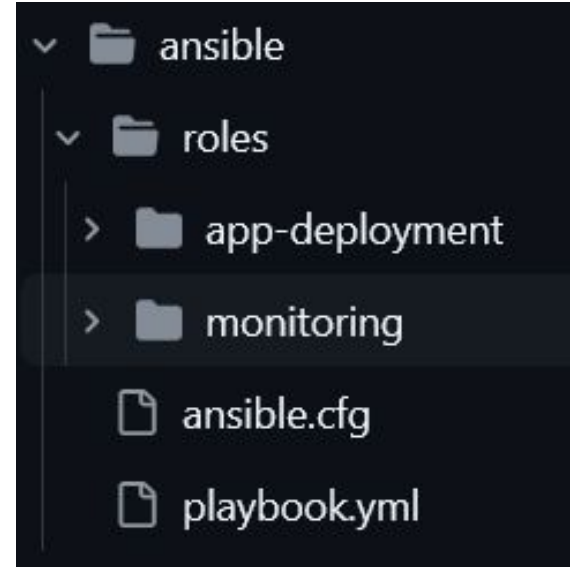 ansible
roles
app-deployment
monitoring
ansible.cfg
playbook.yml